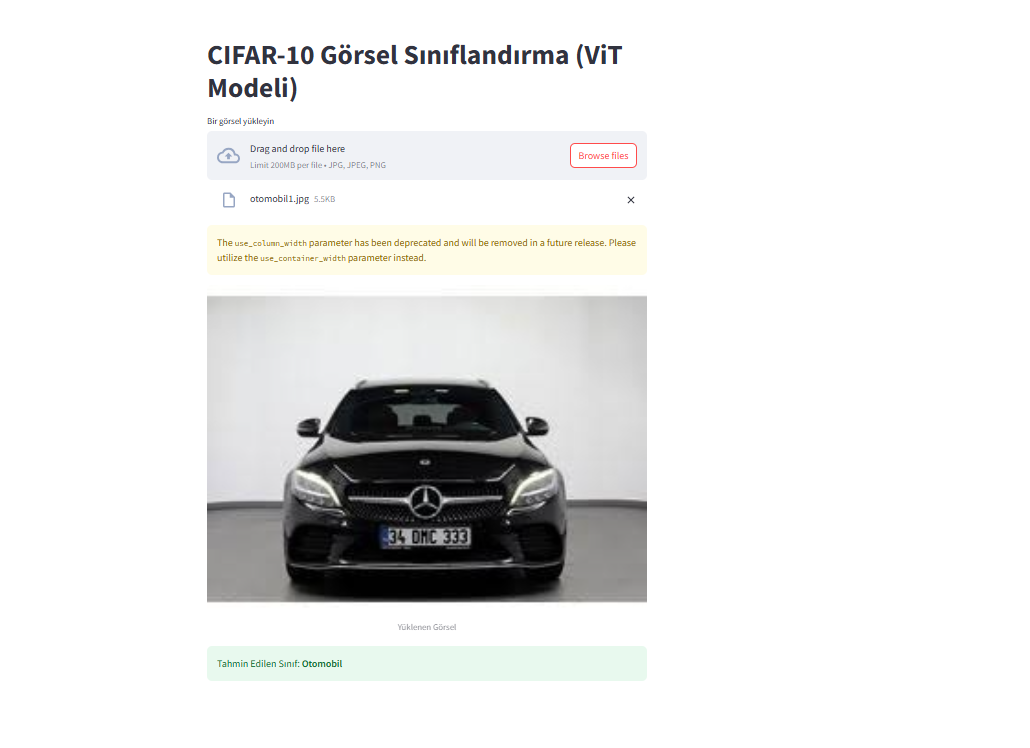 CIFAR-10 Görsel Sınıflandırma (ViT
Modeli)
Bir görsel yükleyin
Drag and drop file here
Limit 200MB per file • JPG, JPEG, PNG
Browse files
otomobil1.jpg 5.5KB
The use_column_width parameter has been deprecated and will be removed in a future release. Please
utilize the use_container_width parameter instead.
34 DMC 333
Yüklenen Görsel
Tahmin Edilen Sınıf: Otomobil